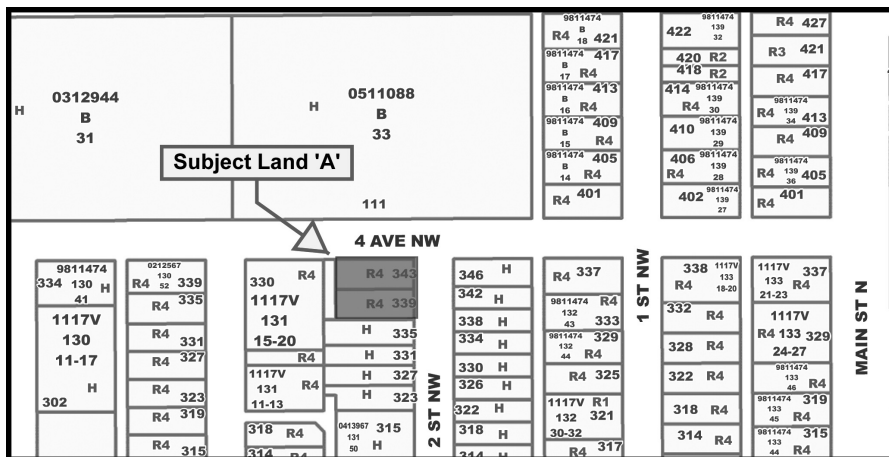 0312944
H
B
31
0511088
H
B
33
111
Subject Land 'A'
4 AVE NW
9811474
B
R4
18
421
9811474
417
B
17
R4
9811474
413
B
16
R4
9811474
409
B
15
R4
9811474
405
B
14
R4
R4
401
9811474
422
139
32
420
R2
418
R2
414
9811474
139
R4
30
9811474
410
139
29
406
9811474
139
R4
28
402
9811474
139
27
R4
427
R3
421
R4
417
9811474
R4
139
34
413
409
R4
9811474
R4
139
36
405
401
R4
9811474
334
130
H
41
1117V
130
11-17
H
302
0212567
130
R4
52
339
335
R4
R4
331
327
R4
R4
323
319
R4
R4
315
330
R4
1117V
131
15-20
R4
1117V
131
R4
11-13
318
R4
314
R4
R4
343
R4
339
H
335
H
331
H
327
H
323
0413967
315
131
50
H
2 ST NW
346
H
342
H
338
H
334
H
330
H
326
H
322
H
318
H
314
H
R4
337
9811474
R4
132
43
333
9811474
329
132
44
R4
R4
325
1117V
R1
132
321
30-32
R4
317
1 ST NW
338
1117V
133
R4
18-20
332
R4
328
R4
322
R4
318
R4
314
R4
1117V
337
133
R4
21-23
1117V
R4
133
329
24-27
9811474
133
46
R4
9811474
319
133
45
R4
9811474
315
133
44
R4
MAIN ST N